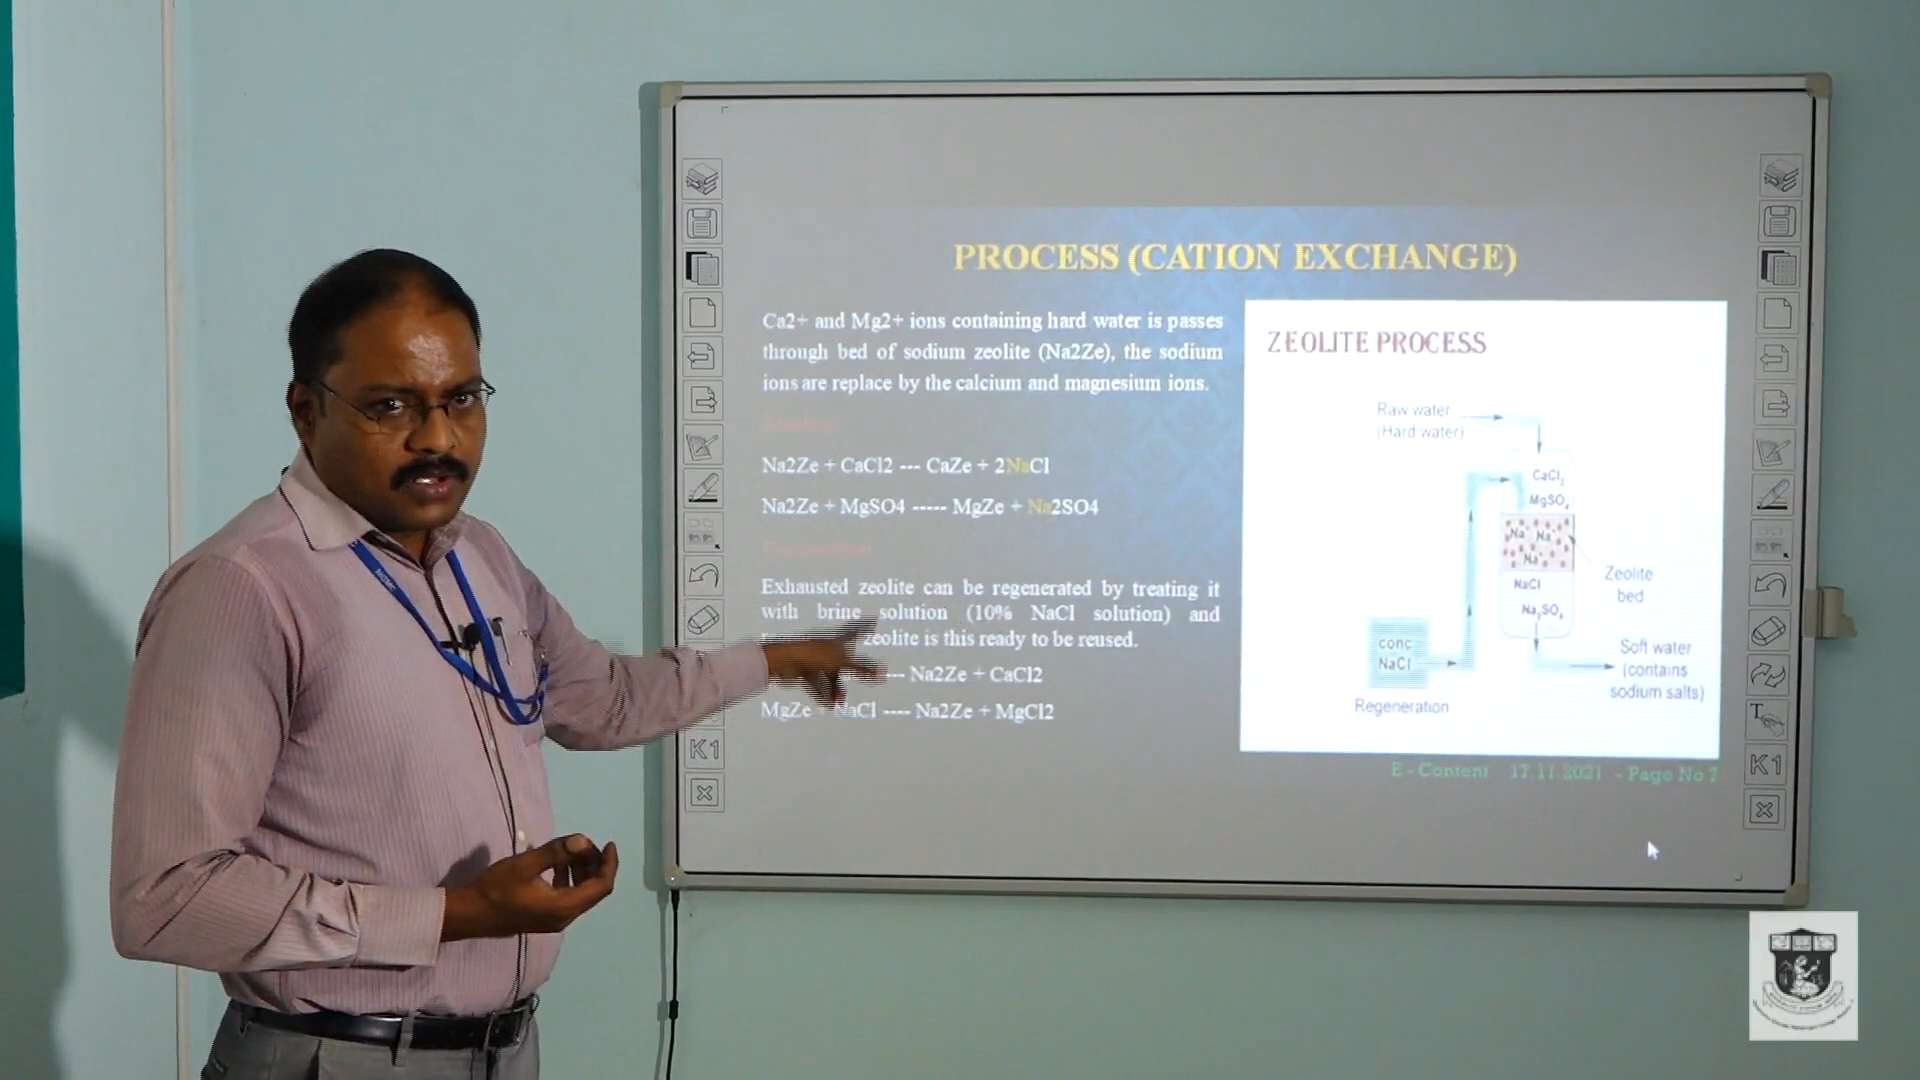 PROCESS (CATION EXCHANGE)
Ca2+ and Mg2+ ions containing hard water is passes
through bed of sodium zeolite (Na2Ze), the sodium
ions are replace by the calcium and magnesium ions.
Na2Ze + CaCl2 --- CaZe + 2NaCl
Na2Ze + MgSO4 ----- MgZe + Na2SO4
Exhausted zeolite can be regenerated by treating it
with brine solution (10% NaCl solution) and
zeolite is this ready to be reused.
--- Na2Ze + CaCl2
MgZe + NaCl ---- Na2Ze + MgCl2
ZEOLITE PROCESS
Raw water
(Hard water)
CaCl2
MgSO4
Na Na
Na
NaCl
Na2SO4
Zeolite
bed
conc
NaCl
Regeneration
Soft water
(contains
sodium salts)
E - Content 17.11.2021 - Page No 7
K1
K1
T